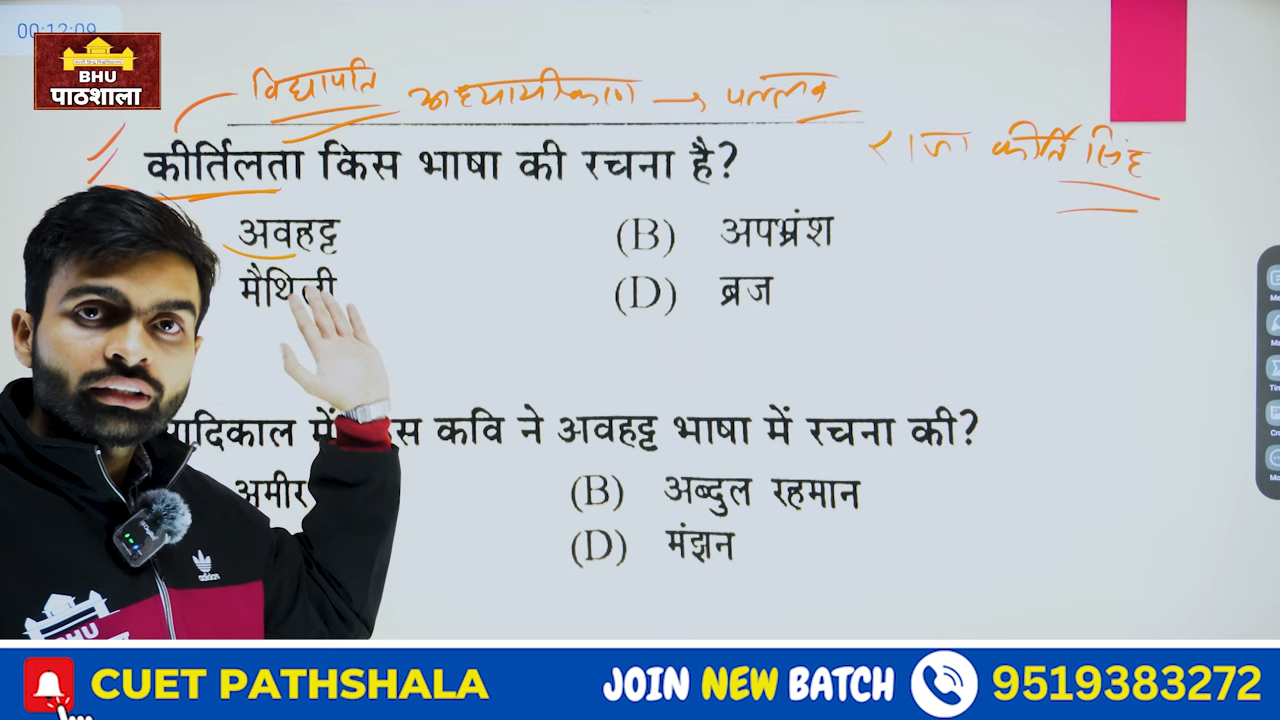 00:12:09
BHU
पाठशाला
विद्यापति
पल्लव
कीर्तिलता किस भाषा की रचना है?
राजा कीर्ति सिंह
अवहट्ट (B) अपभ्रंश
मैथिली (D) ब्रज
में कवि ने अवहट्ट भाषा में रचना की?
अमीर (B) अब्दुल रहमान
(D) मंझन
adidas
BHU
CUET PATHSHALA JOIN NEW BATCH 9519383272